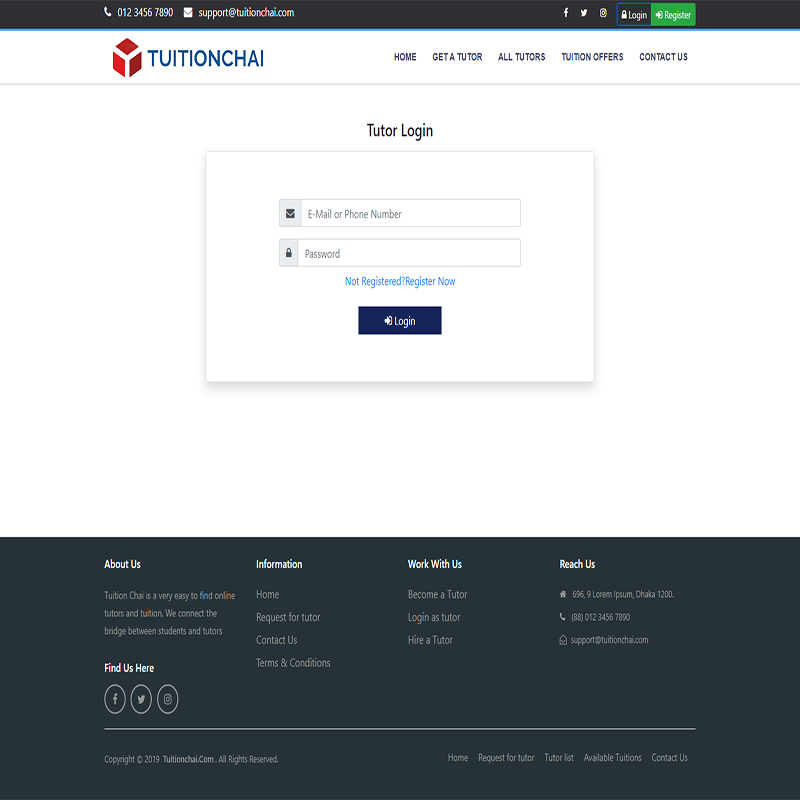 012 3456 7890 support@tuitionchai.com Login Register
TUITIONCHAI HOME GET A TUTOR ALL TUTORS TUITION OFFERS CONTACT US
Tutor Login
E-Mail or Phone Number
Password
Not Registered?Register Now
Login
About Us
Tuition Chai is a very easy to find online
tutors and tuition, We connect the
bridge between students and tutors
Find Us Here
Information
Home
Request for tutor
Contact Us
Terms & Conditions
Work With Us
Become a Tutor
Login as tutor
Hire a Tutor
Reach Us
696, 9 Lorem Ipsum, Dhaka 1200.
(88) 012 3456 7890
support@tuitionchai.com
Copyright © 2019 Tuitionchai.Com. All Rights Reserved.
Home Request for tutor Tutor list Available Tuitions Contact Us